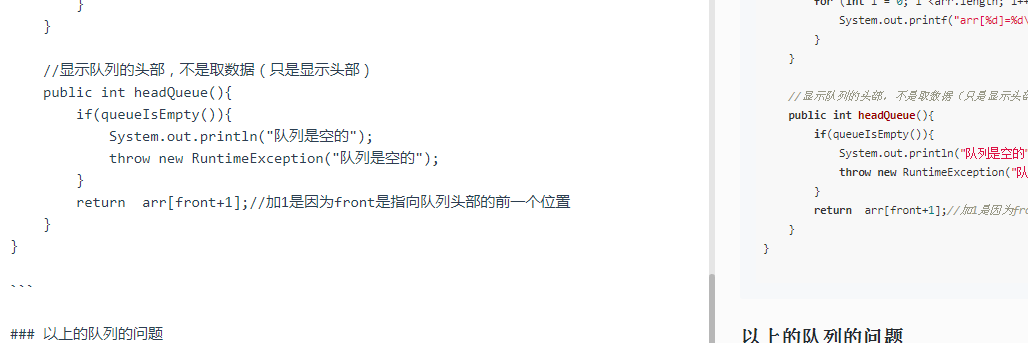 }
    }

    //显示队列的头部，不是取数据（只是显示头部）
    public int headQueue(){
        if(queueIsEmpty()){
            System.out.println("队列是空的");
            throw new RuntimeException("队列是空的");
        }
        return  arr[front+1];//加1是因为front是指向队列头部的前一个位置
    }
}

```

### 以上的队列的问题
for (int i = 0; i <arr.length; i++
    System.out.printf("arr[%d]=%d\
    }
}

//显示队列的头部，不是取数据（只是显示头部
public int headQueue(){
    if(queueIsEmpty()){
        System.out.println("队列是空的"
        throw new RuntimeException("队
    }
    return  arr[front+1];//加1是因为fro
    }
}

以上的队列的问题